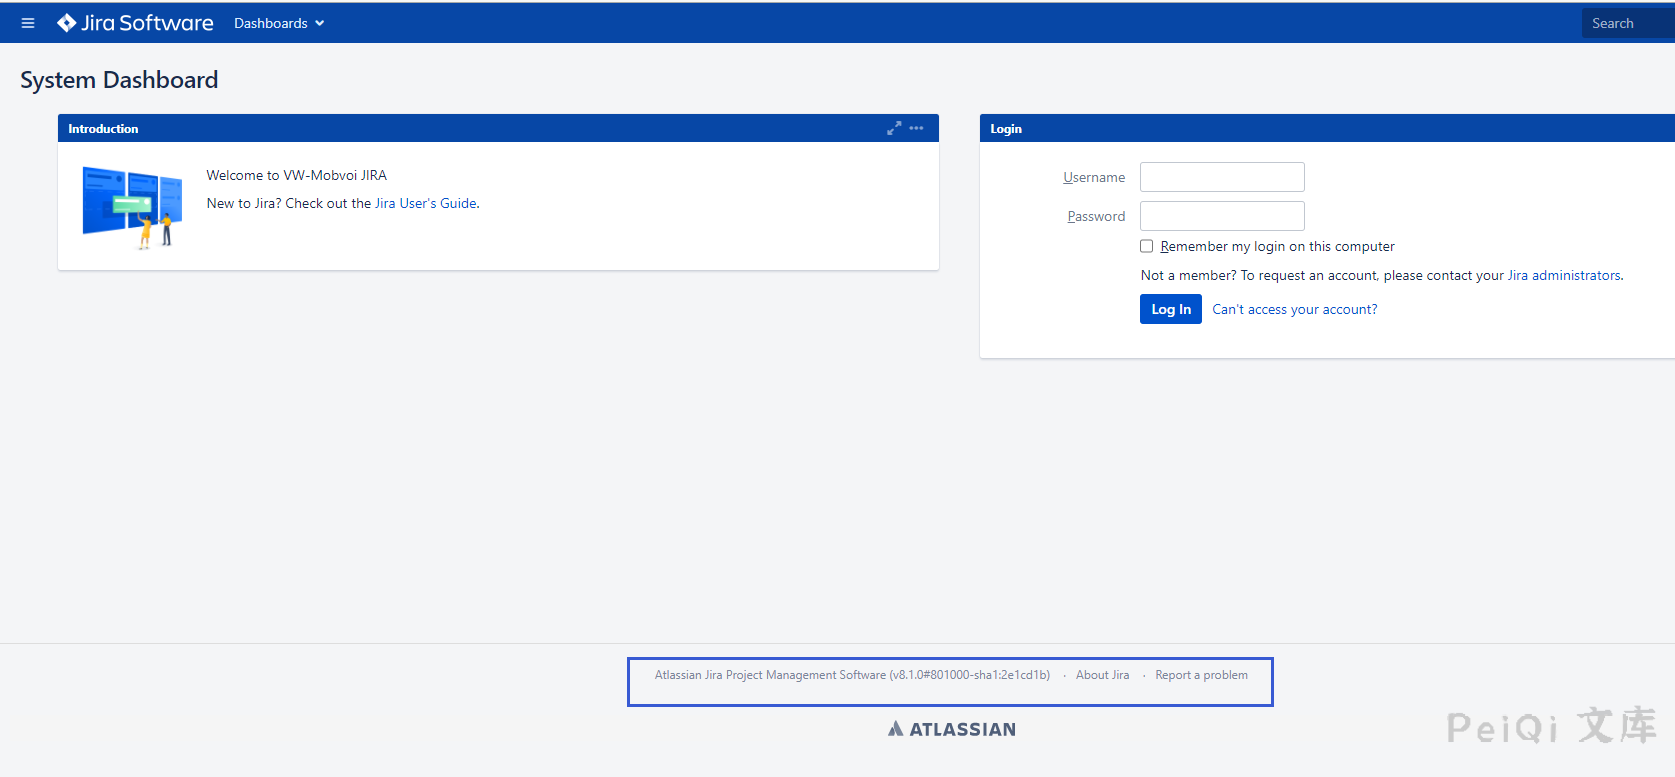 Jira Software Dashboards Search
System Dashboard
Introduction
Welcome to VW-Mobvoi JIRA
New to Jira? Check out the Jira User's Guide.
Login
Username
Password
Remember my login on this computer
Not a member? To request an account, please contact your Jira administrators.
Log In Can't access your account?
Atlassian Jira Project Management Software (v8.1.0#801000-sha1:2e1cd1b) · About Jira · Report a problem
ATLASSIAN
PeiQi 文库